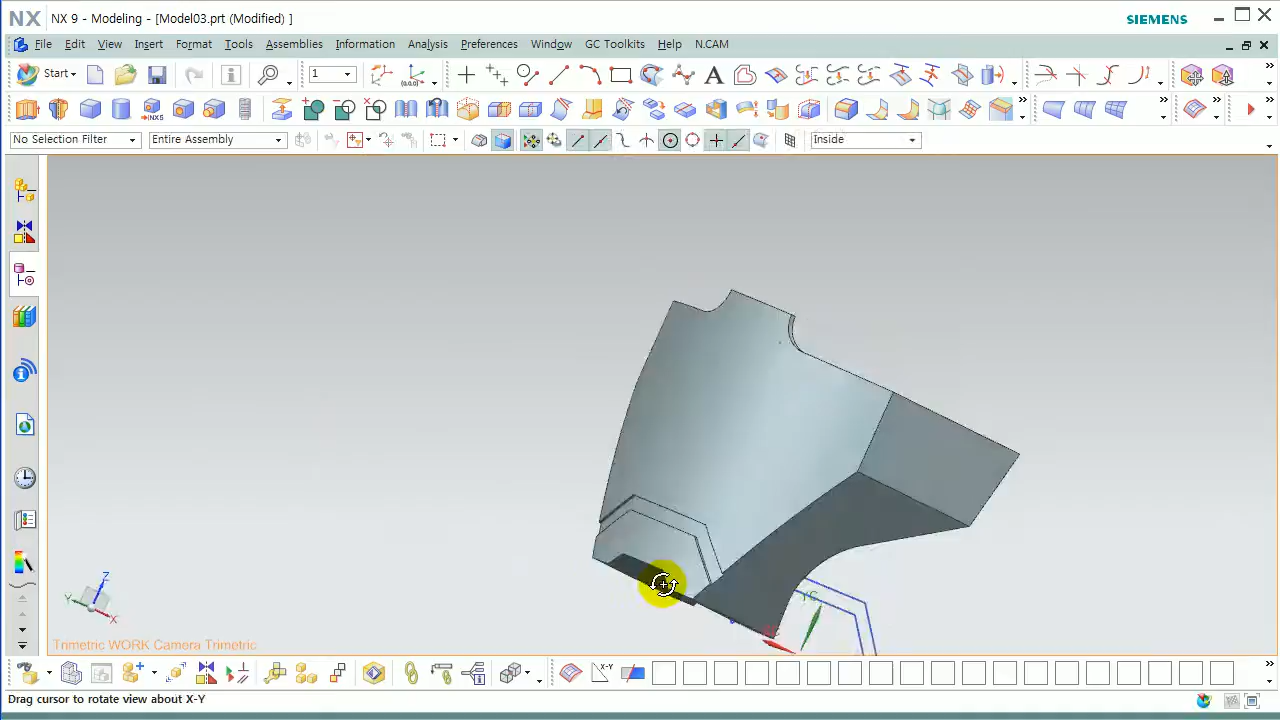 NX NX 9 - Modeling - [Model03.prt (Modified) ] SIEMENS
File Edit View Insert Format Tools Assemblies Information Analysis Preferences Window GC Toolkits Help N.CAM
Start 1
No Selection Filter Entire Assembly Inside
Z
Y
X
YC
Trimetric WORK Camera Trimetric
X-Y
Drag cursor to rotate view about X-Y